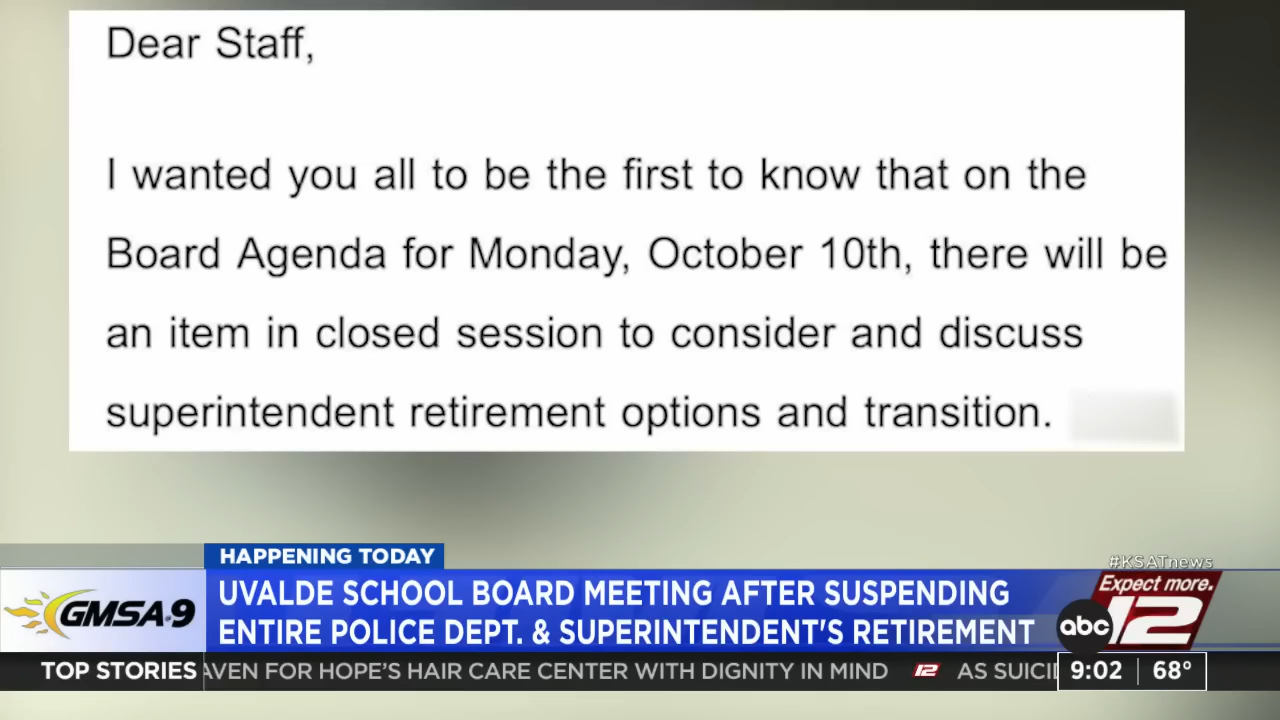 Dear Staff,
I wanted you all to be the first to know that on the
Board Agenda for Monday, October 10th, there will be
an item in closed session to consider and discuss
superintendent retirement options and transition.
HAPPENING TODAY
#KSATnews
GMSA@9
UVALDE SCHOOL BOARD MEETING AFTER SUSPENDING
ENTIRE POLICE DEPT. & SUPERINTENDENT'S RETIREMENT
Expect more.
abc 12
TOP STORIES
FOR HOPE'S HAIR CARE CENTER WITH DIGNITY IN MIND 12 AS
9:02 68°